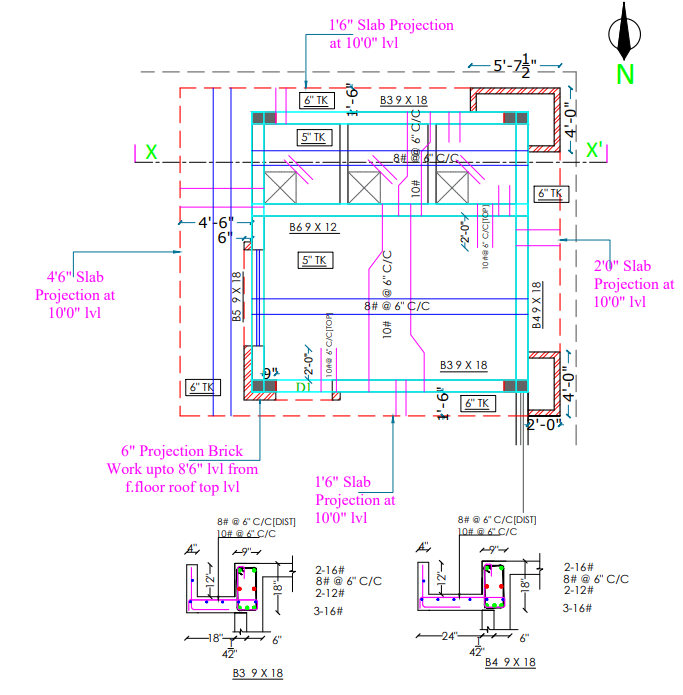 1'6" Slab Projection
at 10'0" lvl
N
5'-7 1/2"
6" TK
1'-6"
B3 9 X 18
4'-0"
5" TK
X
8# @ 6" C/C
X'
10# @ 6" C/C
6" TK
4'-6"
6"
B6 9 X 12
2'-0"
10#@ 6" C/C[TOP]
5" TK
4'6" Slab
Projection at
10'0" lvl
2'0" Slab
Projection at
10'0" lvl
B5 9 X 18
8# @ 6" C/C
10# @ 6" C/C
B4 9 X 18
10#@ 6" C/C[TOP]
2'-0"
B3 9 X 18
6" TK
9"
D1
1'-6"
6" TK
4'-0"
2'-0"
6" Projection Brick
Work upto 8'6" lvl from
f.floor roof top lvl
1'6" Slab
Projection at
10'0" lvl
8# @ 6" C/C[DIST]
10# @ 6" C/C
4"
9"
12"
18"
2-16#
8# @ 6" C/C
2-12#
3-16#
18"
4 1/2"
6"
B3 9 X 18
8# @ 6" C/C[DIST]
10# @ 6" C/C
4"
9"
12"
18"
2-16#
8# @ 6" C/C
2-12#
3-16#
24"
4 1/2"
6"
B4 9 X 18